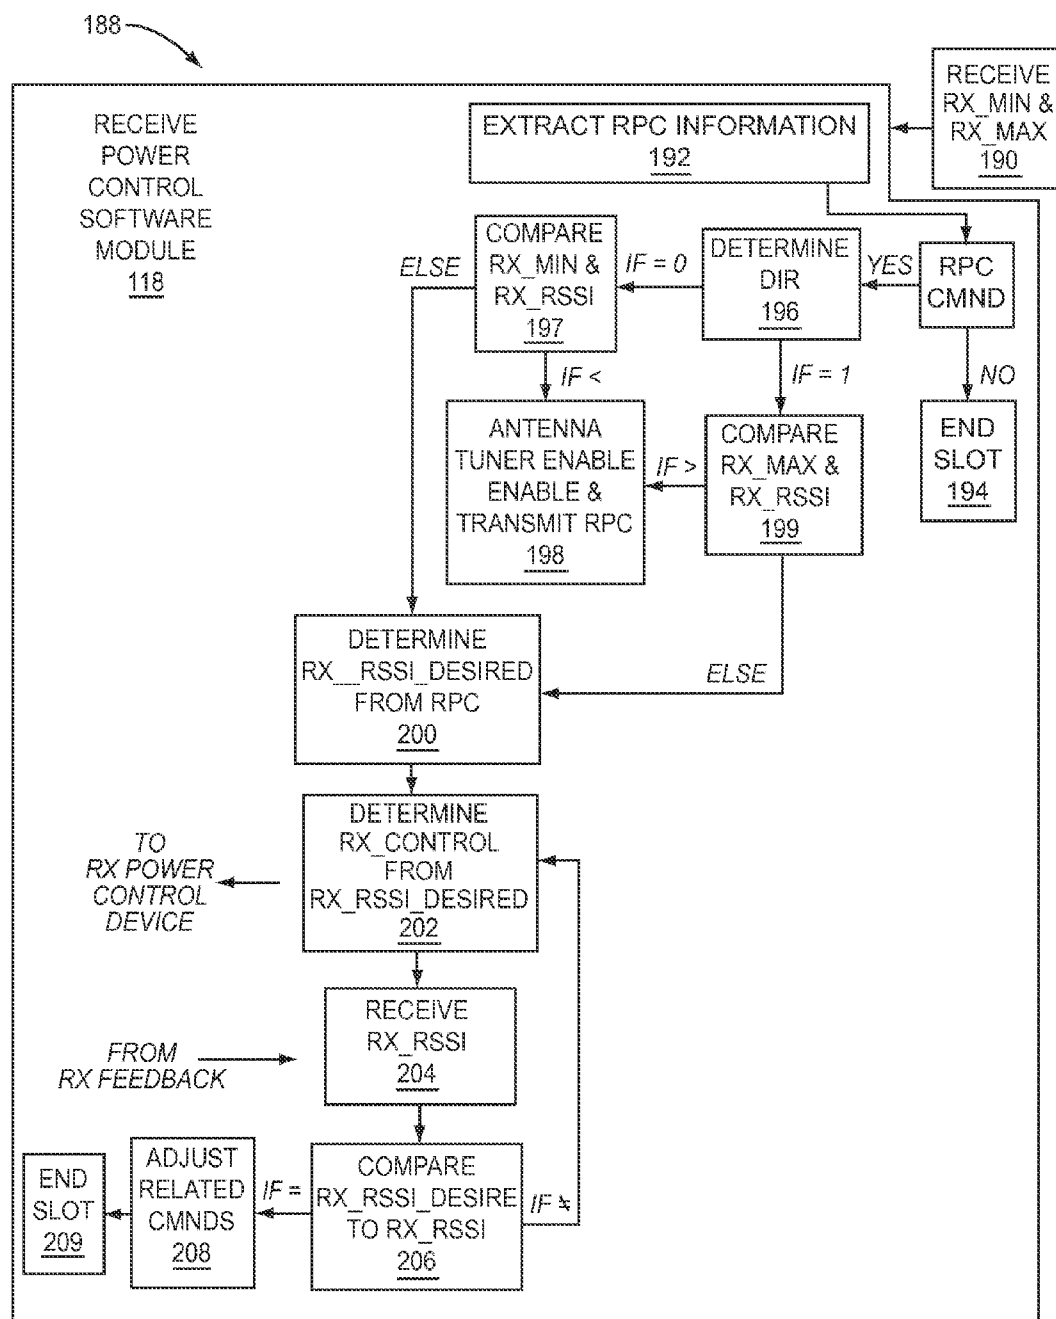 188
RECEIVE
RX_MIN &
RX_MAX
190
RECEIVE
POWER
CONTROL
SOFTWARE
MODULE
118
EXTRACT RPC INFORMATION
192
RPC
CMND
YES
NO
END
SLOT
194
DETERMINE
DIR
196
IF = 0
IF = 1
COMPARE
RX_MIN &
RX_RSSI
197
ELSE
IF <
ANTENNA
TUNER ENABLE
ENABLE &
TRANSMIT RPC
198
IF >
COMPARE
RX_MAX &
RX_RSSI
199
ELSE
DETERMINE
RX__RSSI_DESIRED
FROM RPC
200
DETERMINE
RX_CONTROL
FROM
RX_RSSI_DESIRED
202
TO
RX POWER
CONTROL
DEVICE
RECEIVE
RX_RSSI
204
FROM
RX FEEDBACK
COMPARE
RX_RSSI_DESIRE
TO RX_RSSI
206
IF ≠
IF =
ADJUST
RELATED
CMNDS
208
END
SLOT
209